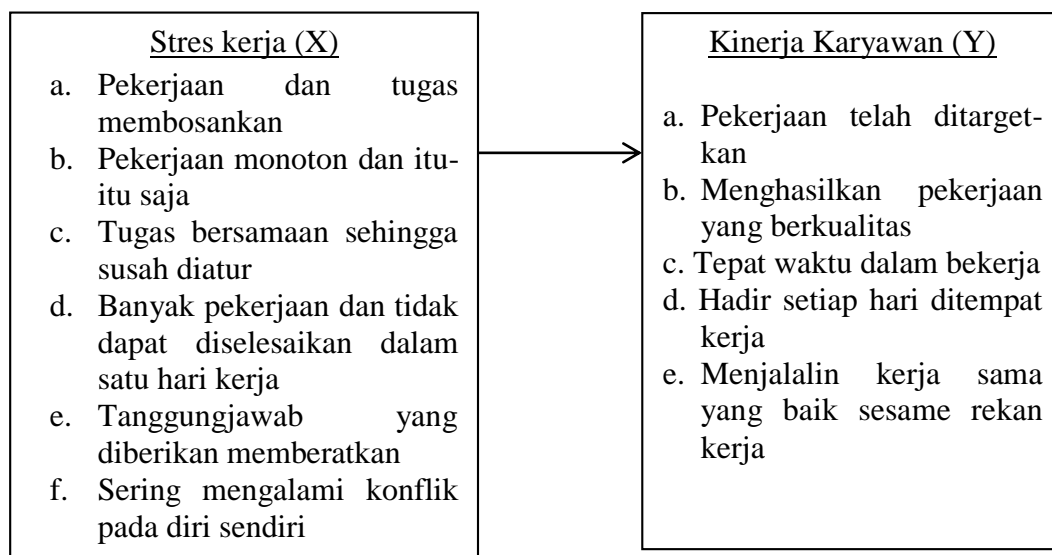 Stres kerja (X)
a. Pekerjaan dan tugas
membosankan
b. Pekerjaan monoton dan itu-
itu saja
c. Tugas bersamaan sehingga
susah diatur
d. Banyak pekerjaan dan tidak
dapat diselesaikan dalam
satu hari kerja
e. Tanggungjawab yang
diberikan memberatkan
f. Sering mengalami konflik
pada diri sendiri
Kinerja Karyawan (Y)
a. Pekerjaan telah ditarget-
kan
b. Menghasilkan pekerjaan
yang berkualitas
c. Tepat waktu dalam bekerja
d. Hadir setiap hari ditempat
kerja
e. Menjalalin kerja sama
yang baik sesame rekan
kerja